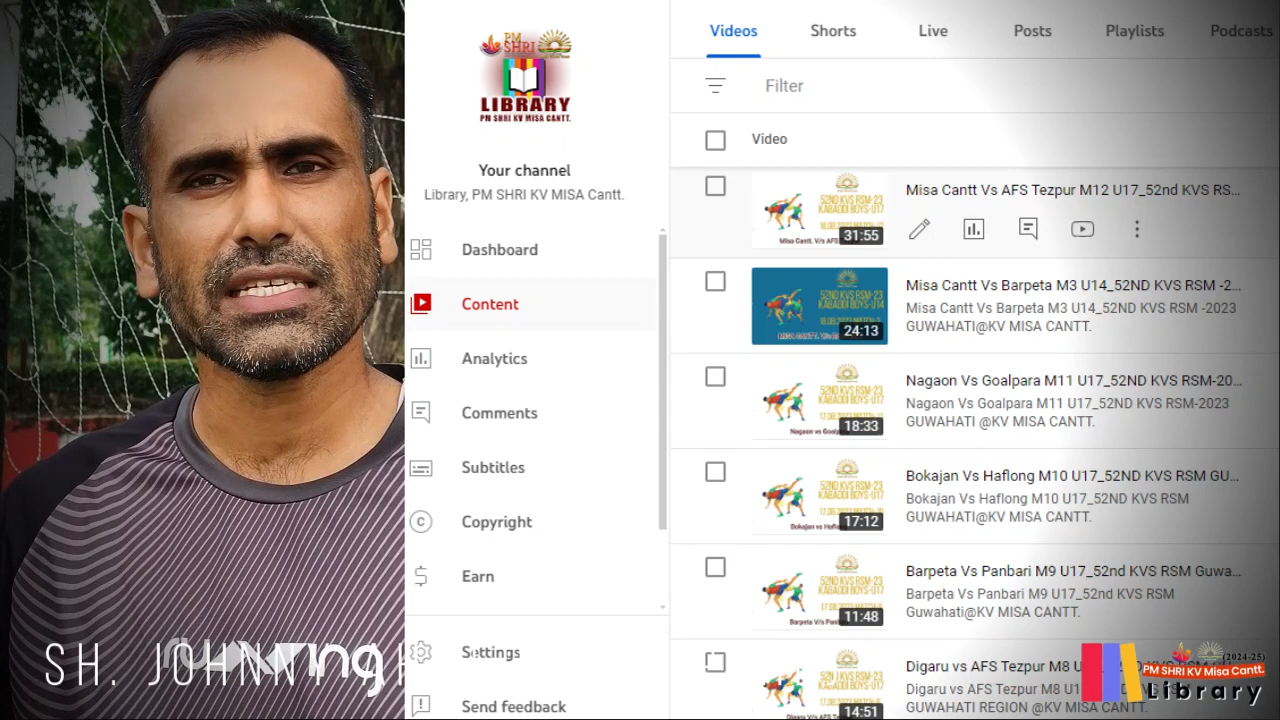 PM
SHRI
LIBRARY
PM SHRI KV MISA CANTT.
Your channel
Library, PM SHRI KV MISA Cantt.
Dashboard
Content
Analytics
Comments
Subtitles
Copyright
Earn
Settings
Send feedback
Videos Shorts Live Posts Playlists Podcasts
Filter
Video
Misa Cantt Vs AFS Tezpur M12 U17_52nd KVS RS...
31:55
Misa Cantt Vs Barpeta M3 U14_52ND KVS RSM -2...
Misa Cantt Vs Barpeta M3 U14_52ND KVS RSM -2023
GUWAHATI@KV MISA CANTT.
24:13
Nagaon Vs Goalpara M11 U17_52ND KVS RSM-20...
Nagaon Vs Goalpara M11 U17_52ND KVS RSM-2023
GUWAHATI @KV MISA CANTT.
18:33
Bokajan Vs Haflong M10 U17_52ND KVS RSM GU...
Bokajan Vs Haflong M10 U17_52ND KVS RSM
GUWAHATI@KV MISA CANTT.
17:12
Barpeta Vs Panbari M9 U17_52nd KVS RSM Guwa...
Barpeta Vs Panbari M9 U17_52nd KVS RSM
Guwahati@KV MISA CANTT.
11:48
Digaru vs AFS Tezpur M8 U
Digaru vs AFS Tezpur M8 U1
GUWAHATI REGION @KV MISA CANTT.
14:51
SH. JOHNNY
(2024-25)
PM SHRI KV Misa Cantt.
Library